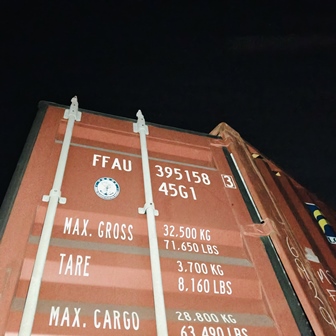 FFAU 395158 3
45G1
MAX. GROSS 32.500 KG
71.650 LBS
TARE 3.700 KG
8,160 LBS
MAX. CARGO 28.800 KG
63.490 LBS